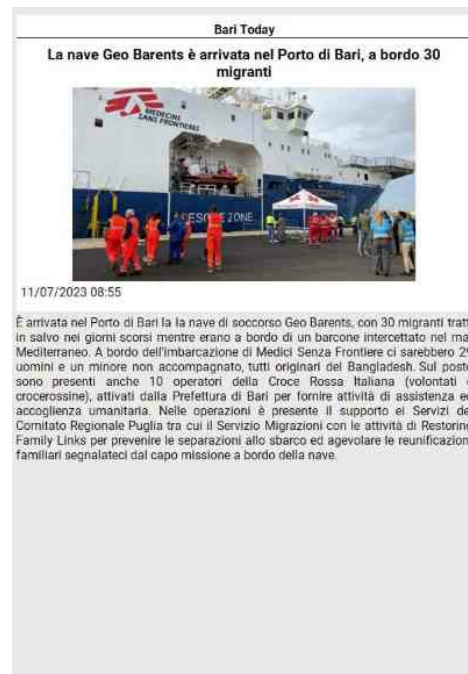 Bari Today
La nave Geo Barents è arrivata nel Porto di Bari, a bordo 30
migranti
MEDECINS
SANS FRONTIERES
RESCUE ZONE
11/07/2023 08:55
È arrivata nel Porto di Bari la la nave di soccorso Geo Barents, con 30 migranti tratt
in salvo nei giorni scorsi mentre erano a bordo di un barcone intercettato nel ma
Mediterraneo. A bordo dell'imbarcazione di Medici Senza Frontiere ci sarebbero 29
uomini e un minore non accompagnato, tutti originari del Bangladesh. Sul posto
sono presenti anche 10 operatori della Croce Rossa Italiana (volontati e
crocerossine), attivati dalla Prefettura di Bari per fornire attività di assistenza ed
accoglienza umanitaria. Nelle operazioni è presente il supporto ei Servizi del
Comitato Regionale Puglia tra cui il Servizio Migrazioni con le attività di Restoring
Family Links per prevenire le separazioni allo sbarco ed agevolare le reunificazion
familiari segnalateci dal capo missione a bordo della nave.